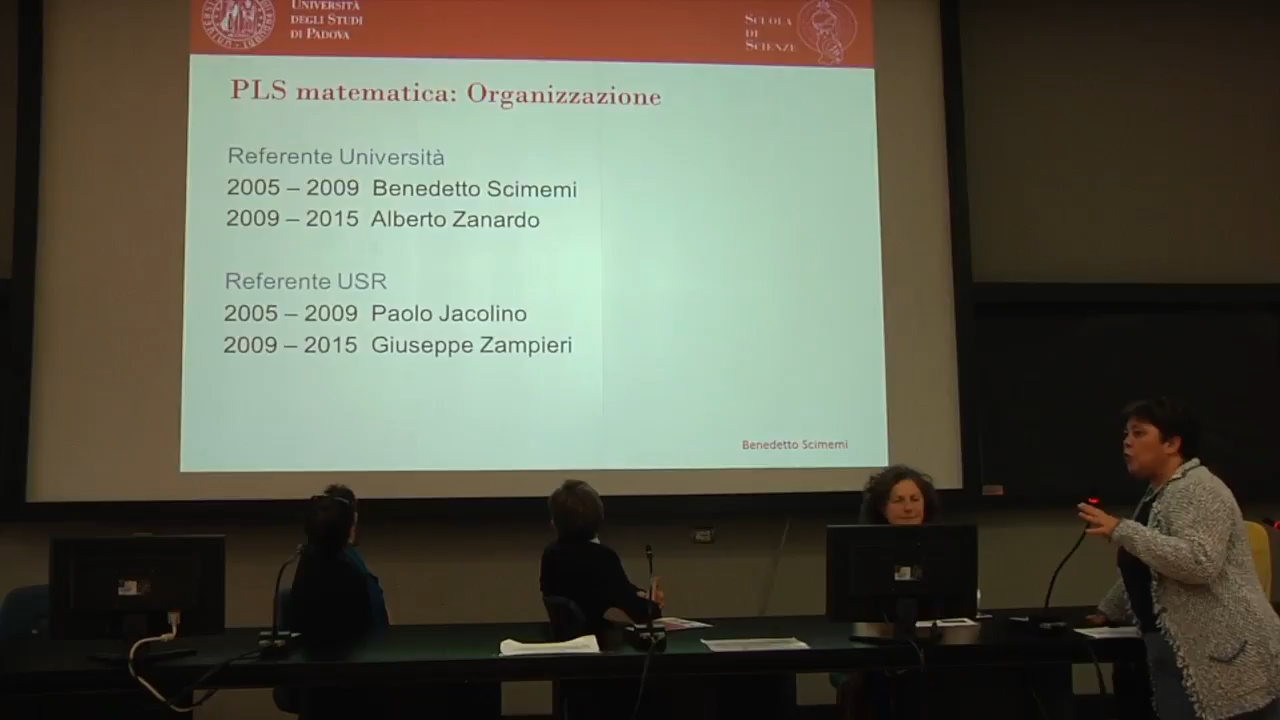 UNIVERSITÀ
DEGLI STUDI
DI PADOVA
SCUOLA
DI
SCIENZE
PLS matematica: Organizzazione
Referente Università
2005 – 2009 Benedetto Scimemi
2009 – 2015 Alberto Zanardo
Referente USR
2005 – 2009 Paolo Jacolino
2009 – 2015 Giuseppe Zampieri
Benedetto Scimemi